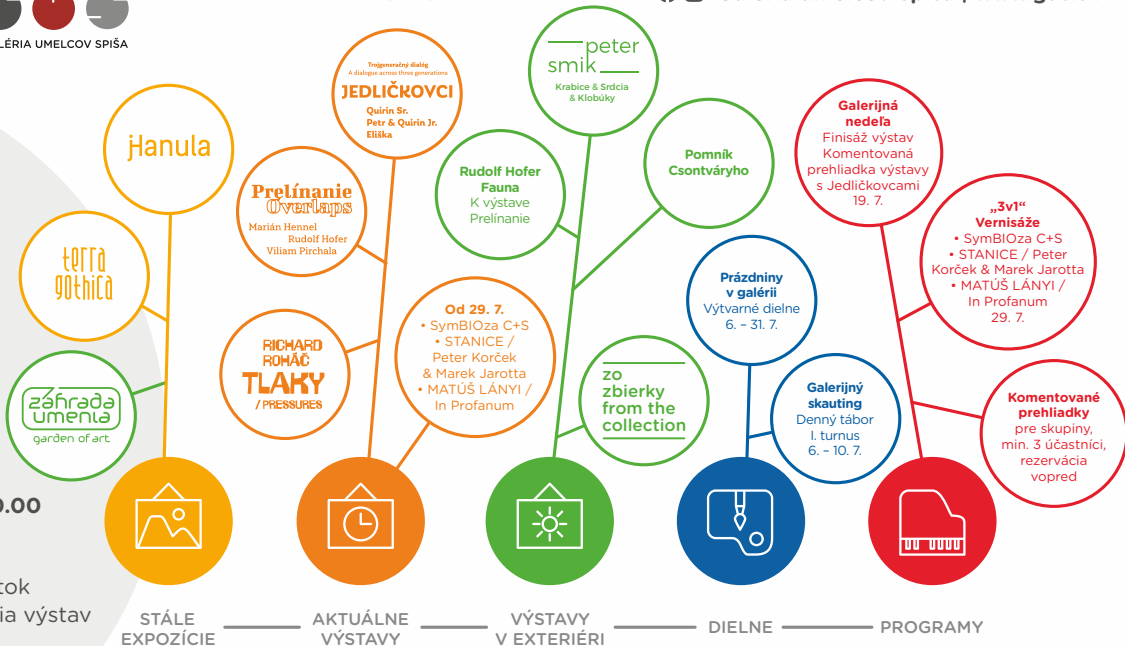 LÉRIA UMELCOV SPIŠA
Hanula
terra
gothica
záhrada
umenia
garden of art
Trojgeneračný dialóg
A dialogue across three generations
JEDLIČKOVCI
Quirin Sr.
Petr & Quirin Jr.
Eliška
Prelínanie
Overlaps
Marián Hennel
Rudolf Hofer
Viliam Pirchala
RICHARD
ROHÁČ
TLAKY
/ PRESSURES
Od 29. 7.
• SymBIOza C+S
• STANICE /
Peter Korček
& Marek Jarotta
• MATÚŠ LÁNYI /
In Profanum
peter
smik
Krabice & Srdcia
& Klobúky
Rudolf Hofer
Fauna
K výstave
Prelínanie
Pomník
Csontváryho
zo
zbierky
from the
collection
Prázdniny
v galérii
Výtvarné dielne
6. – 31. 7.
Galerijný
skauting
Denný tábor
I. turnus
6. – 10. 7.
Galerijná
nedeľa
Finisáž výstav
Komentovaná
prehliadka výstavy
s Jedličkovcami
19. 7.
„3v1“
Vernisáže
• SymBIOza C+S
• STANICE / Peter
Korček & Marek Jarotta
• MATÚŠ LÁNYI /
In Profanum
29. 7.
Komentované
prehliadky
pre skupiny,
min. 3 účastníci,
rezervácia
vopred
0.00
tok
ia výstav
STÁLE
EXPOZÍCIE
AKTUÁLNE
VÝSTAVY
VÝSTAVY
V EXTERIÉRI
DIELNE
PROGRAMY